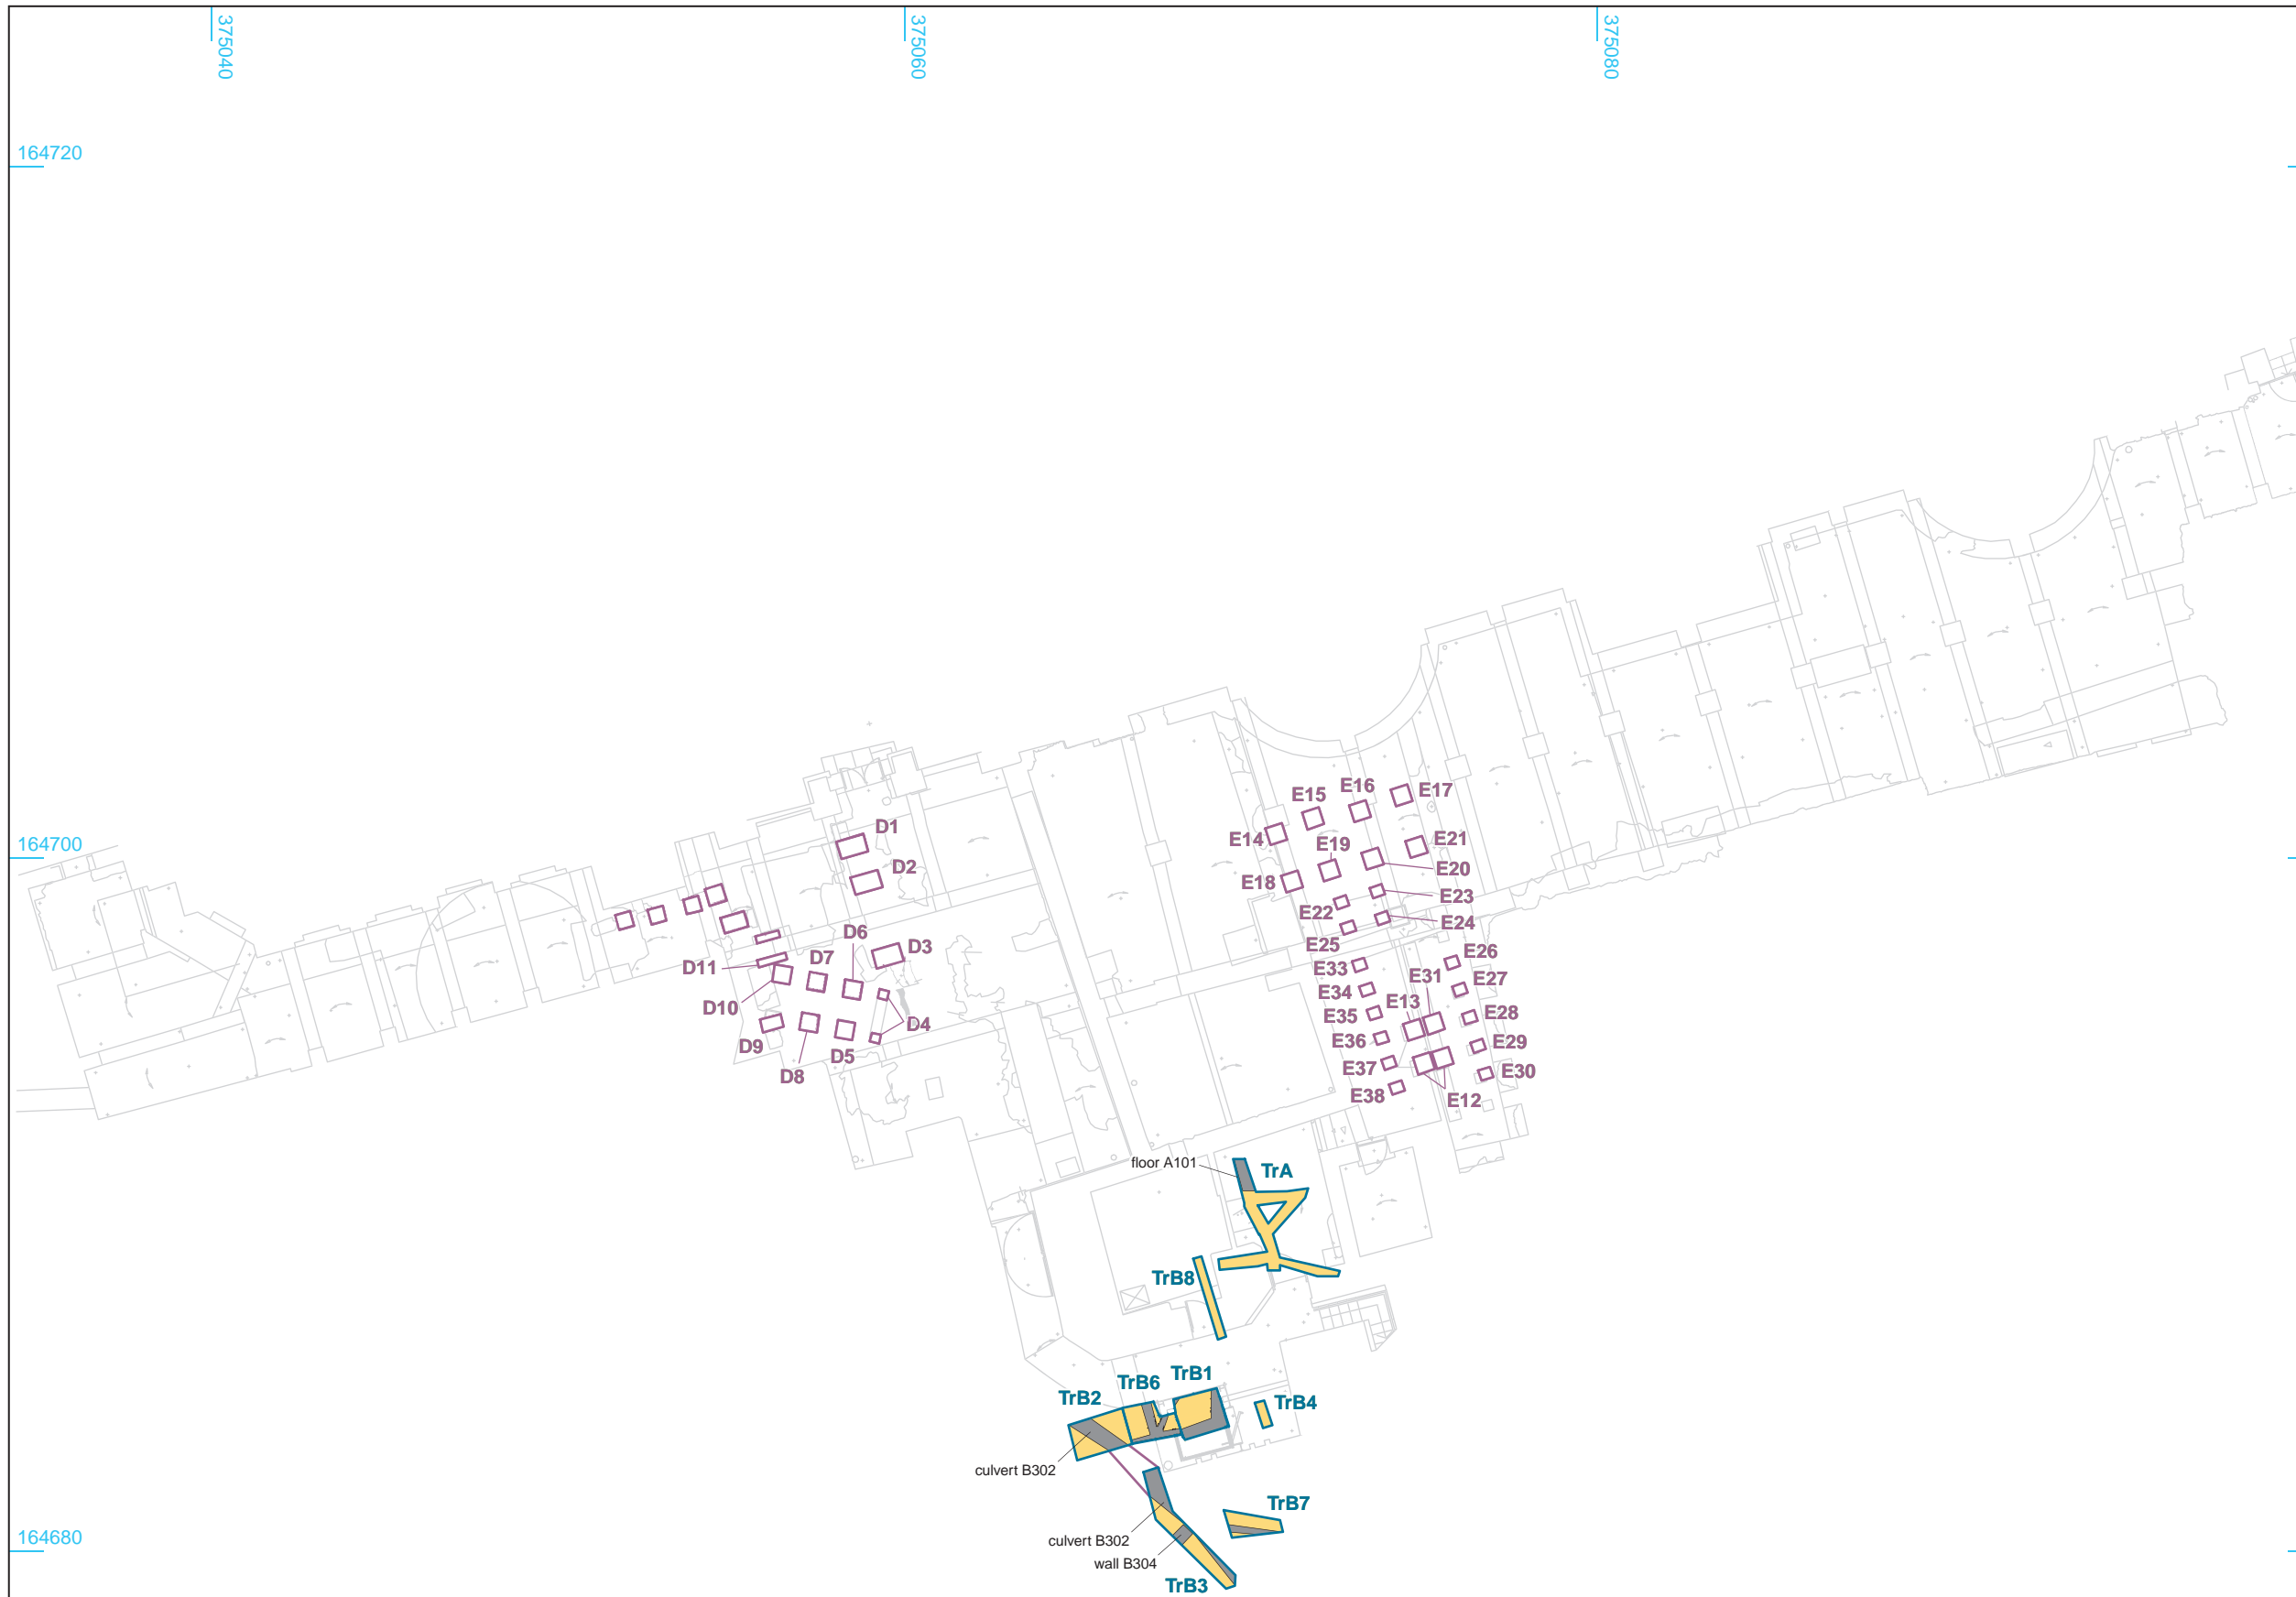 375040
375060
375080
164720
164700
164680
D1
D2
D6
D3
D7
D11
D10
D4
D9
D5
D8
E16
E17
E15
E14
E19
E21
E20
E18
E23
E22
E24
E25
E26
E33
E31
E27
E34
E13
E35
E28
E36
E29
E37
E30
E38
E12
floor A101
TrA
TrB8
TrB1
TrB6
TrB2
TrB4
culvert B302
TrB7
culvert B302
wall B304
TrB3